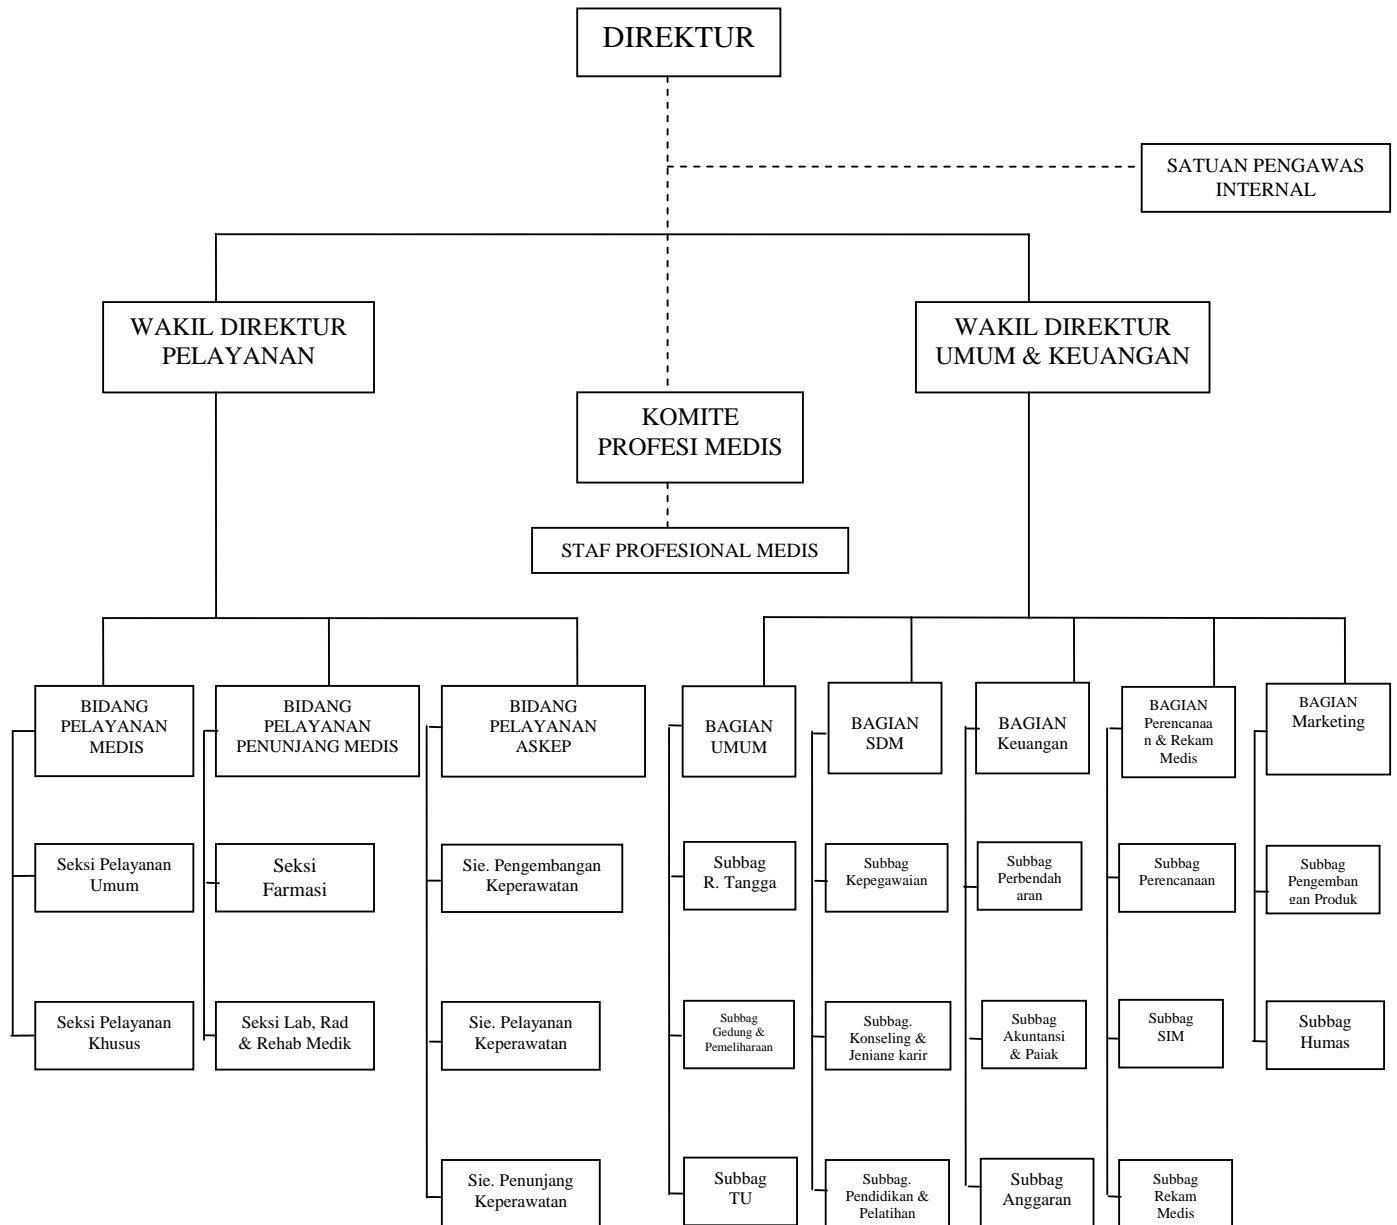 DIREKTUR
SATUAN PENGAWAS
INTERNAL
WAKIL DIREKTUR
PELAYANAN
WAKIL DIREKTUR
UMUM & KEUANGAN
KOMITE
PROFESI MEDIS
STAF PROFESIONAL MEDIS
BIDANG
PELAYANAN
MEDIS
BIDANG
PELAYANAN
PENUNJANG MEDIS
BIDANG
PELAYANAN
ASKEP
BAGIAN
UMUM
BAGIAN
SDM
BAGIAN
Keuangan
BAGIAN
Perencanaa
n & Rekam
Medis
BAGIAN
Marketing
Seksi Pelayanan
Umum
Seksi
Farmasi
Sie. Pengembangan
Keperawatan
Subbag
R. Tangga
Subbag
Kepegawaian
Subbag
Perbendah
aran
Subbag
Perencanaan
Subbag
Pengemban
gan Produk
Seksi Pelayanan
Khusus
Seksi Lab, Rad
& Rehab Medik
Sie. Pelayanan
Keperawatan
Subbag
Gedung &
Pemeliharaan
Subbag.
Konseling &
Jenjang karir
Subbag
Akuntansi
& Pajak
Subbag
SIM
Subbag
Humas
Sie. Penunjang
Keperawatan
Subbag
TU
Subbag.
Pendidikan &
Pelatihan
Subbag
Anggaran
Subbag
Rekam
Medis